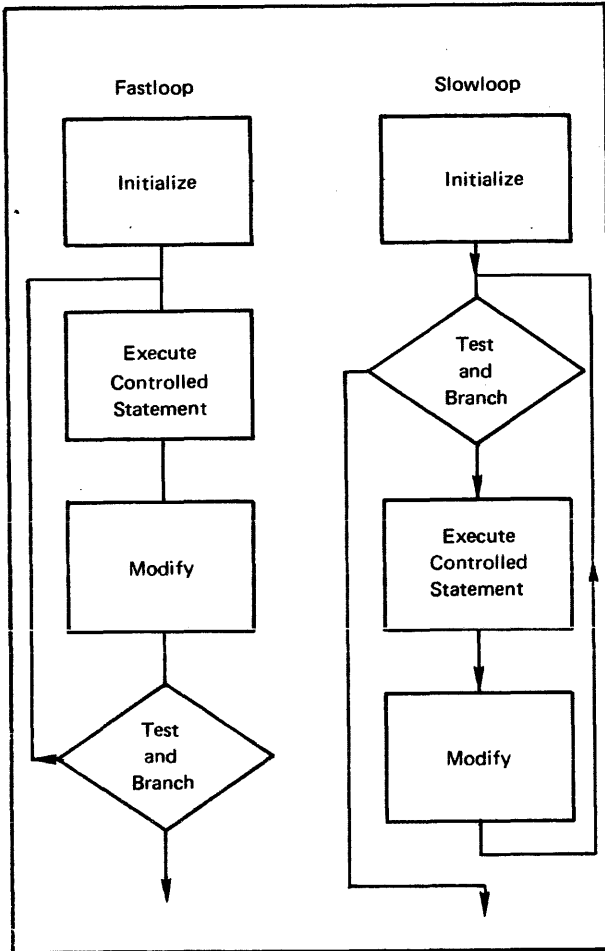 Fastloop
Initialize
Execute
Controlled
Statement
Modify
Test
and
Branch
Slowloop
Initialize
Test
and
Branch
Execute
Controlled
Statement
Modify